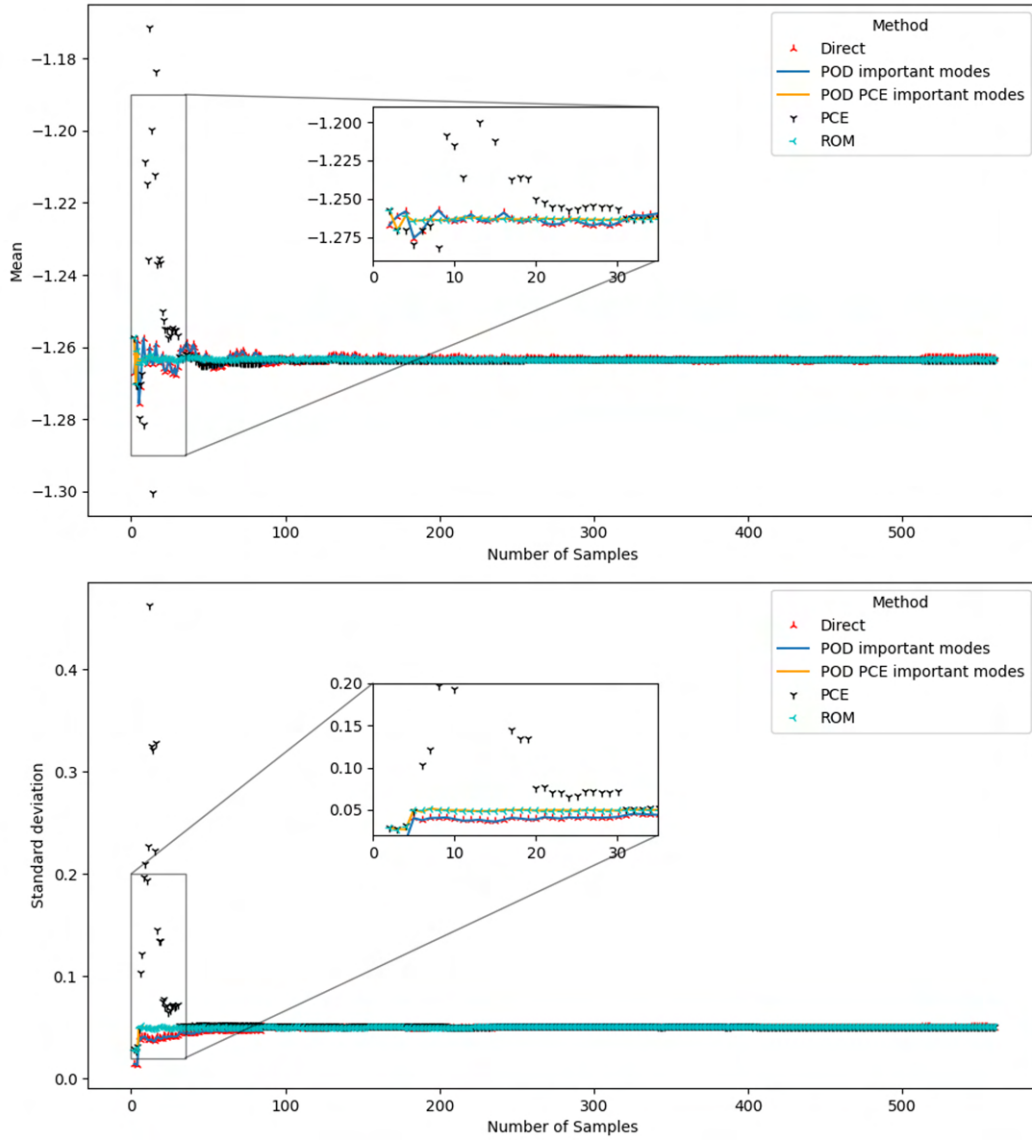 Method
Direct
POD important modes
POD PCE important modes
PCE
ROM
−1.18
−1.20
−1.22
−1.24
−1.26
−1.28
−1.30
Mean
−1.200
−1.225
−1.250
−1.275
0 10 20 30
0 100 200 300 400 500
Number of Samples
Method
Direct
POD important modes
POD PCE important modes
PCE
ROM
0.4
0.3
0.2
0.1
0.0
Standard deviation
0.20
0.15
0.10
0.05
0 10 20 30
0 100 200 300 400 500
Number of Samples